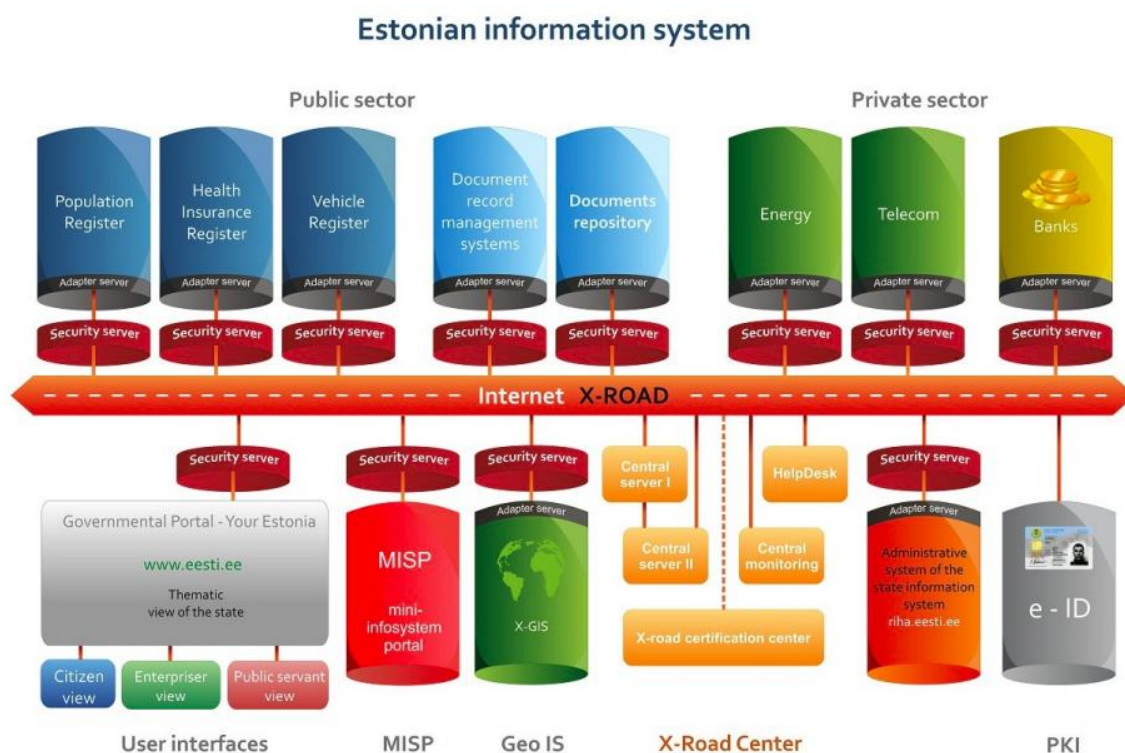 Estonian information system
Public sector
Private sector
Population
Register
Health
Insurance
Register
Vehicle
Register
Document
record
management
systems
Documents
repository
Energy
Telecom
Banks
Adapter server
Adapter server
Adapter server
Adapter server
Adapter server
Adapter server
Adapter server
Adapter server
Security server
Security server
Security server
Security server
Security server
Security server
Security server
Security server
Internet X-ROAD
Security server
Security server
Security server
Central
server I
HelpDesk
Security server
Governmental Portal - Your Estonia
www.eesti.ee
Thematic
view of the state
MISP
mini-
infosystem
portal
Adapter server
X-GIS
Central
server II
Central
monitoring
X-road certification center
Adapter server
Administrative
system of the
state information
system
riha.eesti.ee
e - ID
Citizen
view
Enterpriser
view
Public servant
view
User interfaces
MISP
Geo IS
X-Road Center
PKI